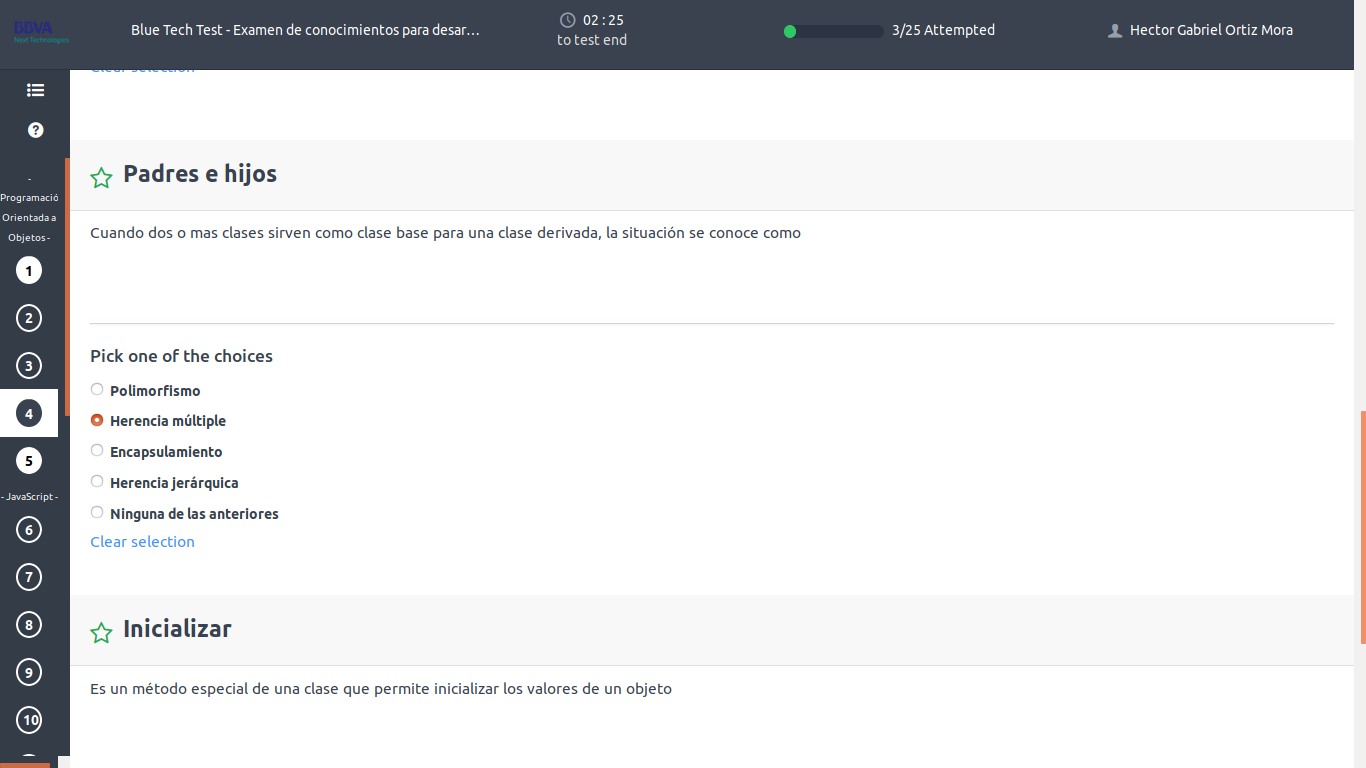 BBVA
Next Technologies
Blue Tech Test - Examen de conocimientos para desar...
02 : 25
to test end
3/25 Attempted
Hector Gabriel Ortiz Mora
Clear selection
-
Programació
Orientada a
Objetos -
1
2
3
4
5
- JavaScript -
6
7
8
9
10
Padres e hijos
Cuando dos o mas clases sirven como clase base para una clase derivada, la situación se conoce como
Pick one of the choices
Polimorfismo
Herencia múltiple
Encapsulamiento
Herencia jerárquica
Ninguna de las anteriores
Clear selection
Inicializar
Es un método especial de una clase que permite inicializar los valores de un objeto